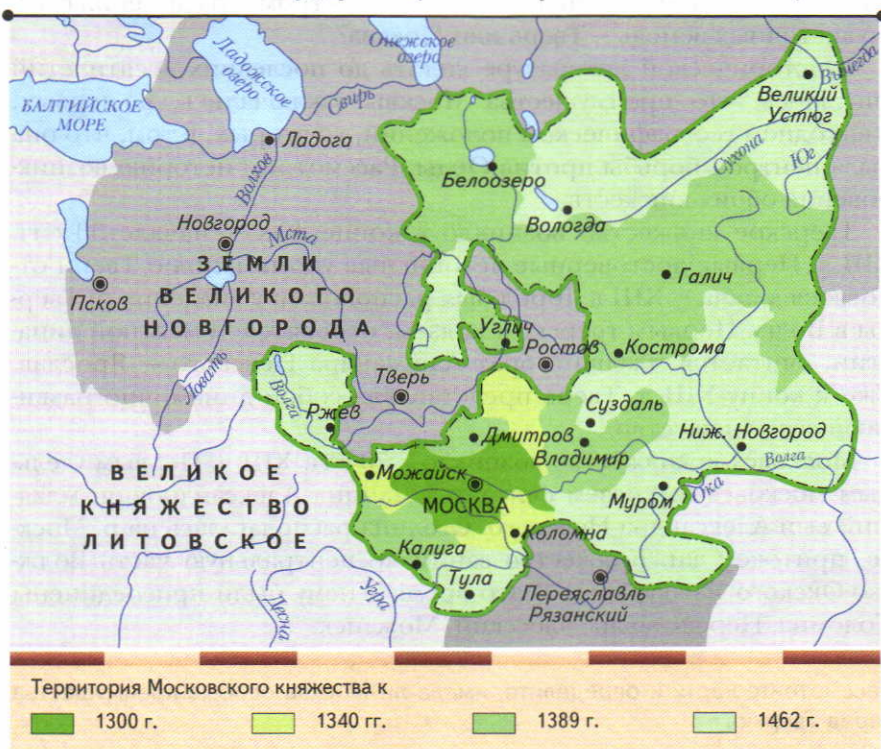 Ладожское
озеро
Онежское
озеро
Свирь
БАЛТИЙСКОЕ
МОРЕ
Ладога
Волхов
Вычегда
Великий
Устюг
Сухона
Юг
Белоозеро
Вологда
Новгород
Мста
Псков
ЗЕМЛИ
ВЕЛИКОГО
НОВГОРОДА
Ловать
Галич
Углич
Ростов
Кострома
Тверь
Волга
Ржев
Суздаль
Дмитров
Владимир
Ниж. Новгород
Волга
Можайск
МОСКВА
Муром
Ока
ВЕЛИКОЕ
КНЯЖЕСТВО
ЛИТОВСКОЕ
Коломна
Калуга
Тула
Переяславль
Рязанский
Угра
Десна
Территория Московского княжества к
1300 г.
1340 гг.
1389 г.
1462 г.